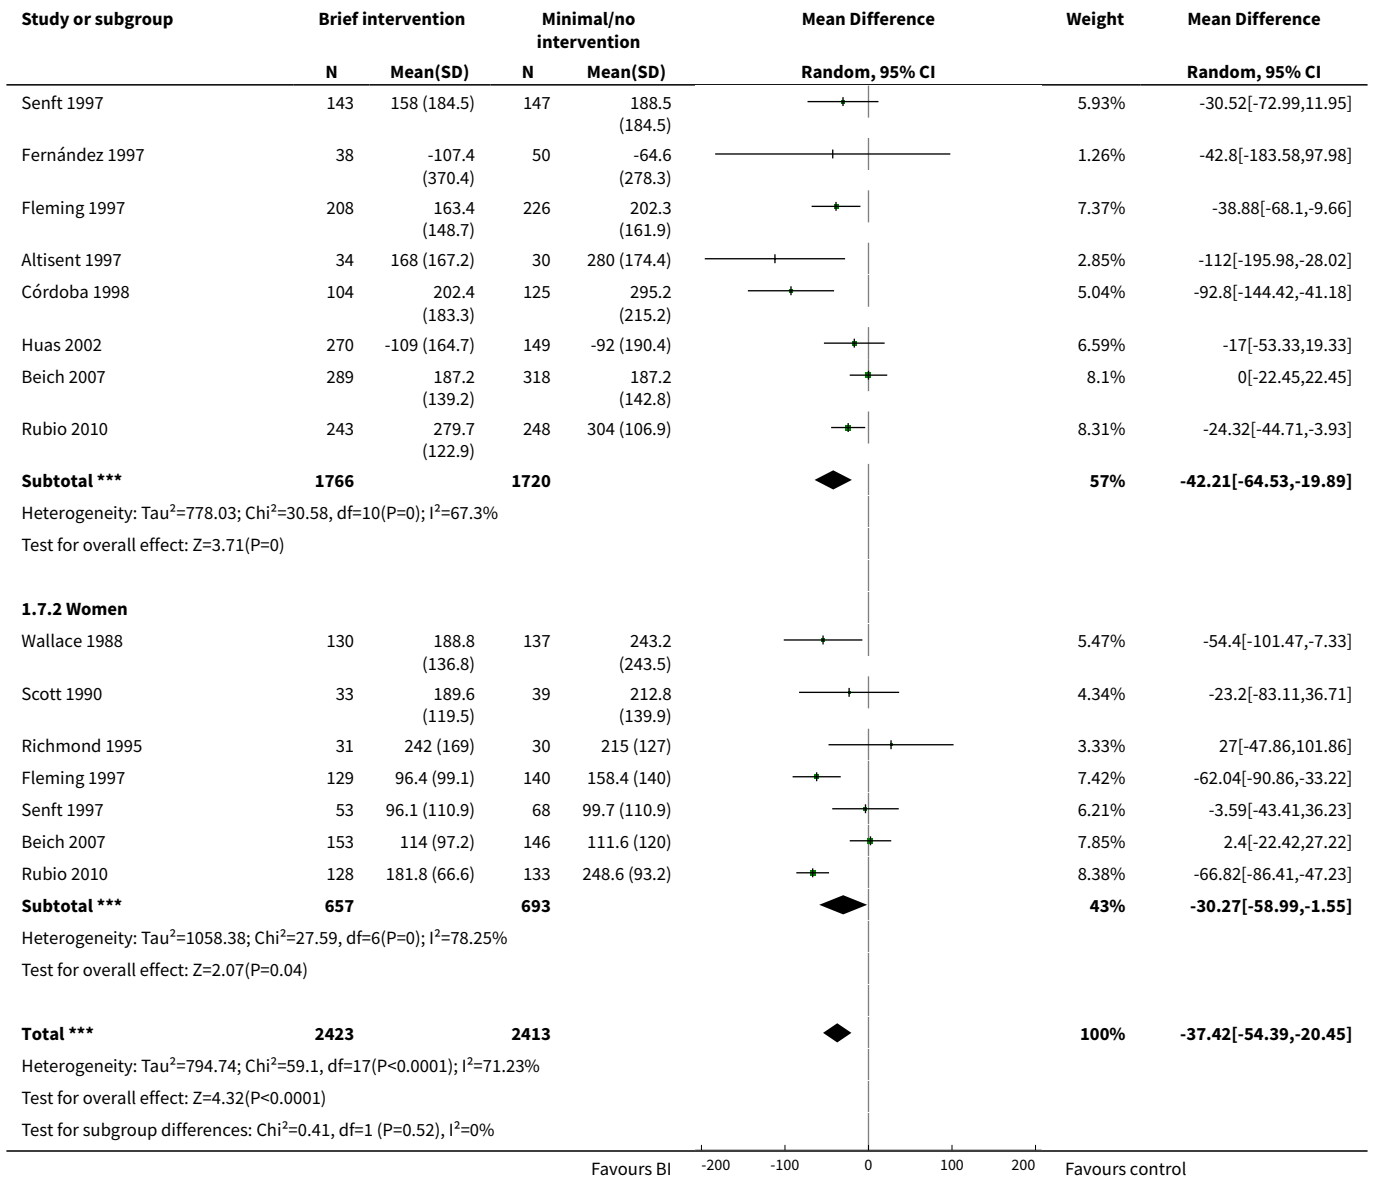 Study or subgroup Brief intervention Minimal/no Mean Difference Weight Mean Difference
intervention
N Mean(SD) N Mean(SD) Random, 95% CI Random, 95% CI
Senft 1997 143 158 (184.5) 147 188.5 5.93% -30.52[-72.99,11.95]
(184.5)
Fernández 1997 38 -107.4 50 -64.6 1.26% -42.8[-183.58,97.98]
(370.4) (278.3)
Fleming 1997 208 163.4 226 202.3 7.37% -38.88[-68.1,-9.66]
(148.7) (161.9)
Altisent 1997 34 168 (167.2) 30 280 (174.4) 2.85% -112[-195.98,-28.02]
Córdoba 1998 104 202.4 125 295.2 5.04% -92.8[-144.42,-41.18]
(183.3) (215.2)
Huas 2002 270 -109 (164.7) 149 -92 (190.4) 6.59% -17[-53.33,19.33]
Beich 2007 289 187.2 318 187.2 8.1% 0[-22.45,22.45]
(139.2) (142.8)
Rubio 2010 243 279.7 248 304 (106.9) 8.31% -24.32[-44.71,-3.93]
(122.9)
Subtotal *** 1766 1720 57% -42.21[-64.53,-19.89]
Heterogeneity: Tau²=778.03; Chi²=30.58, df=10(P=0); I²=67.3%
Test for overall effect: Z=3.71(P=0)
1.7.2 Women
Wallace 1988 130 188.8 137 243.2 5.47% -54.4[-101.47,-7.33]
(136.8) (243.5)
Scott 1990 33 189.6 39 212.8 4.34% -23.2[-83.11,36.71]
(119.5) (139.9)
Richmond 1995 31 242 (169) 30 215 (127) 3.33% 27[-47.86,101.86]
Fleming 1997 129 96.4 (99.1) 140 158.4 (140) 7.42% -62.04[-90.86,-33.22]
Senft 1997 53 96.1 (110.9) 68 99.7 (110.9) 6.21% -3.59[-43.41,36.23]
Beich 2007 153 114 (97.2) 146 111.6 (120) 7.85% 2.4[-22.42,27.22]
Rubio 2010 128 181.8 (66.6) 133 248.6 (93.2) 8.38% -66.82[-86.41,-47.23]
Subtotal *** 657 693 43% -30.27[-58.99,-1.55]
Heterogeneity: Tau²=1058.38; Chi²=27.59, df=6(P=0); I²=78.25%
Test for overall effect: Z=2.07(P=0.04)
Total *** 2423 2413 100% -37.42[-54.39,-20.45]
Heterogeneity: Tau²=794.74; Chi²=59.1, df=17(P<0.0001); I²=71.23%
Test for overall effect: Z=4.32(P<0.0001)
Test for subgroup differences: Chi²=0.41, df=1 (P=0.52), I²=0%
Favours BI -200 -100 0 100 200 Favours control